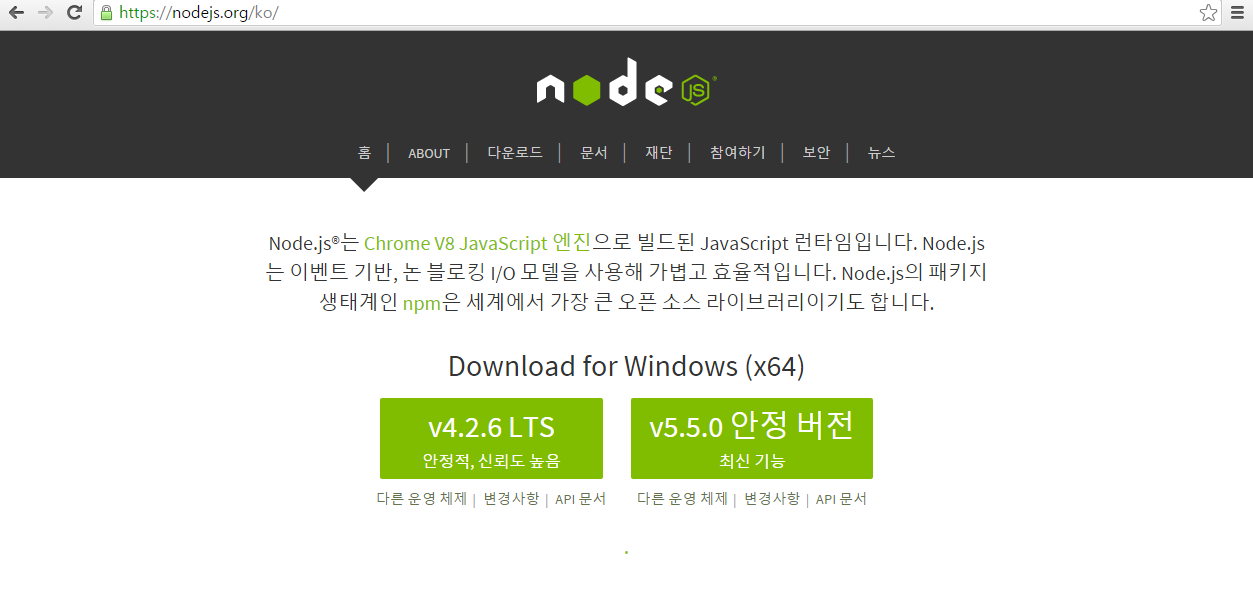 https://nodejs.org/ko/
node JS ®
홈 | ABOUT | 다운로드 | 문서 | 재단 | 참여하기 | 보안 | 뉴스
Node.js®는 Chrome V8 JavaScript 엔진으로 빌드된 JavaScript 런타임입니다. Node.js
는 이벤트 기반, 논 블로킹 I/O 모델을 사용해 가볍고 효율적입니다. Node.js의 패키지
생태계인 npm은 세계에서 가장 큰 오픈 소스 라이브러리이기도 합니다.
Download for Windows (x64)
v4.2.6 LTS
안정적, 신뢰도 높음
다른 운영 체제 | 변경사항 | API 문서
v5.5.0 안정 버전
최신 기능
다른 운영 체제 | 변경사항 | API 문서